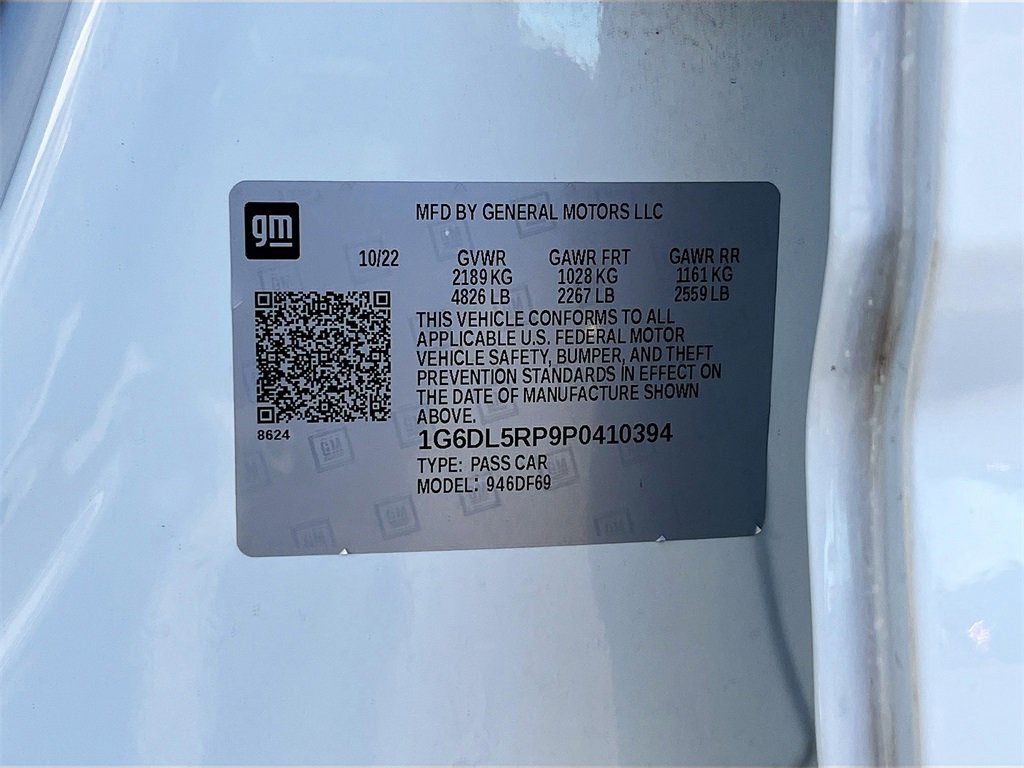 gm
MFD BY GENERAL MOTORS LLC
10/22 GVWR GAWR FRT GAWR RR
2189 KG 1028 KG 1161 KG
4826 LB 2267 LB 2559 LB
THIS VEHICLE CONFORMS TO ALL
APPLICABLE U.S. FEDERAL MOTOR
VEHICLE SAFETY, BUMPER, AND THEFT
PREVENTION STANDARDS IN EFFECT ON
THE DATE OF MANUFACTURE SHOWN
ABOVE.
8624
1G6DL5RP9P0410394
TYPE: PASS CAR
MODEL: 946DF69